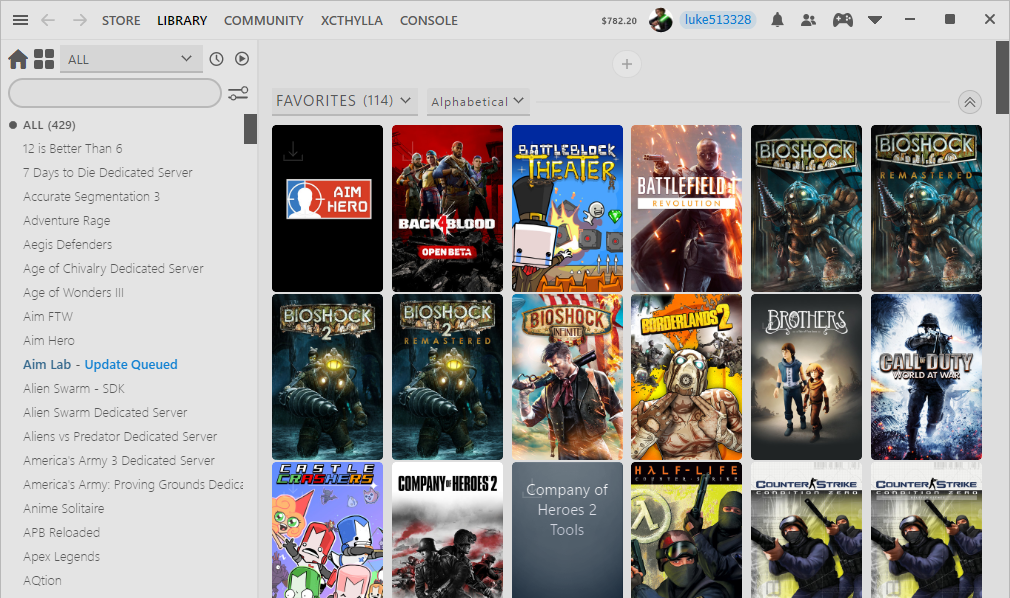 STORE LIBRARY COMMUNITY XCTHYLLA CONSOLE $782.20 luke513328
ALL
FAVORITES (114) Alphabetical
ALL (429)
12 is Better Than 6
7 Days to Die Dedicated Server
Accurate Segmentation 3
Adventure Rage
Aegis Defenders
Age of Chivalry Dedicated Server
Age of Wonders III
Aim FTW
Aim Hero
Aim Lab - Update Queued
Alien Swarm - SDK
Alien Swarm Dedicated Server
Aliens vs Predator Dedicated Server
America's Army 3 Dedicated Server
America's Army: Proving Grounds Dedica
Anime Solitaire
APB Reloaded
Apex Legends
AQtion
AIM
HERO
BACK 4 BLOOD
OPEN BETA
BATTLEBLOCK
THEATER
BATTLEFIELD 1
REVOLUTION
BIOSHOCK
BIOSHOCK
REMASTERED
BIOSHOCK
2
BIOSHOCK
2
REMASTERED
BIOSHOCK
INFINITE
BORDERLANDS 2
BROTHERS
CALL OF DUTY
WORLD AT WAR
CASTLE
CRASHERS
COMPANY OF HEROES 2
Company of
Heroes 2
Tools
HALF-LIFE
COUNTER-STRIKE
COUNTER STRIKE
CONDITION ZERO
COUNTER STRIKE
CONDITION ZERO